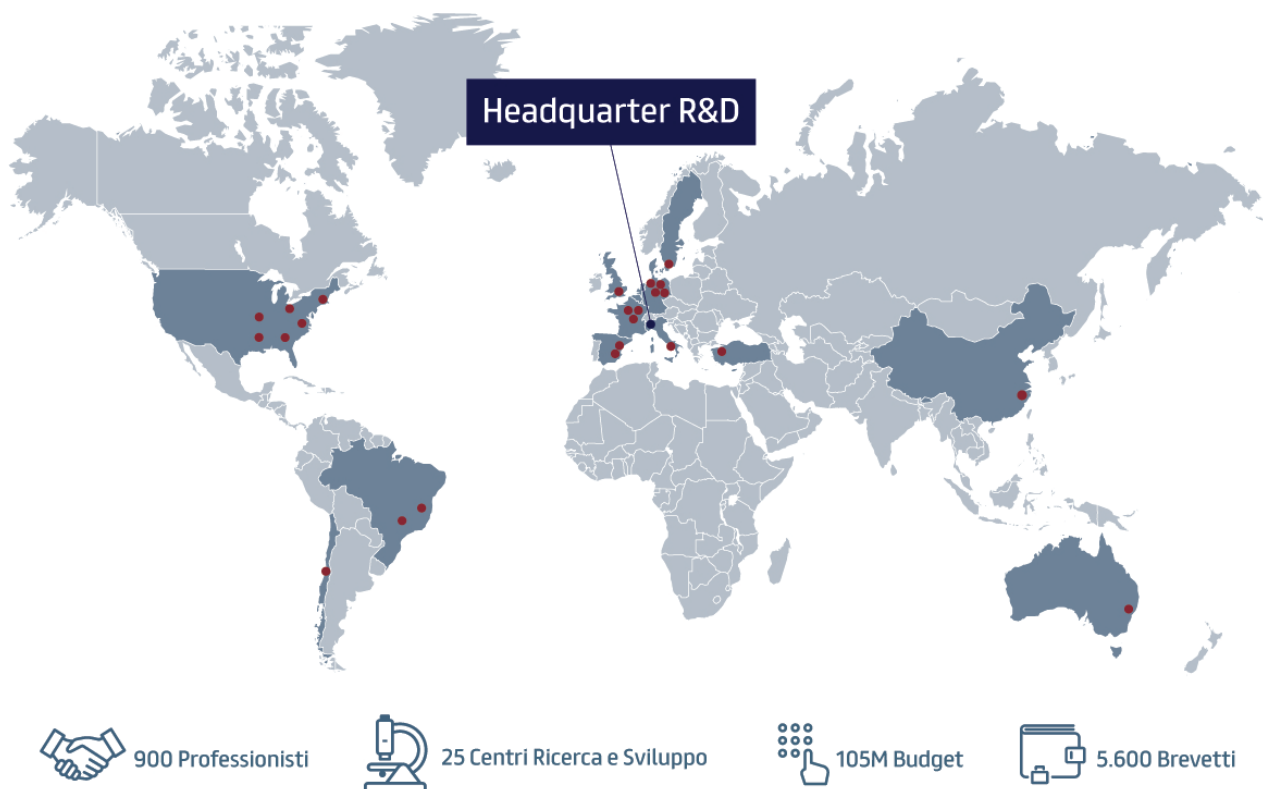 Headquarter R&D
900 Professionisti
25 Centri Ricerca e Sviluppo
105M Budget
5.600 Brevetti